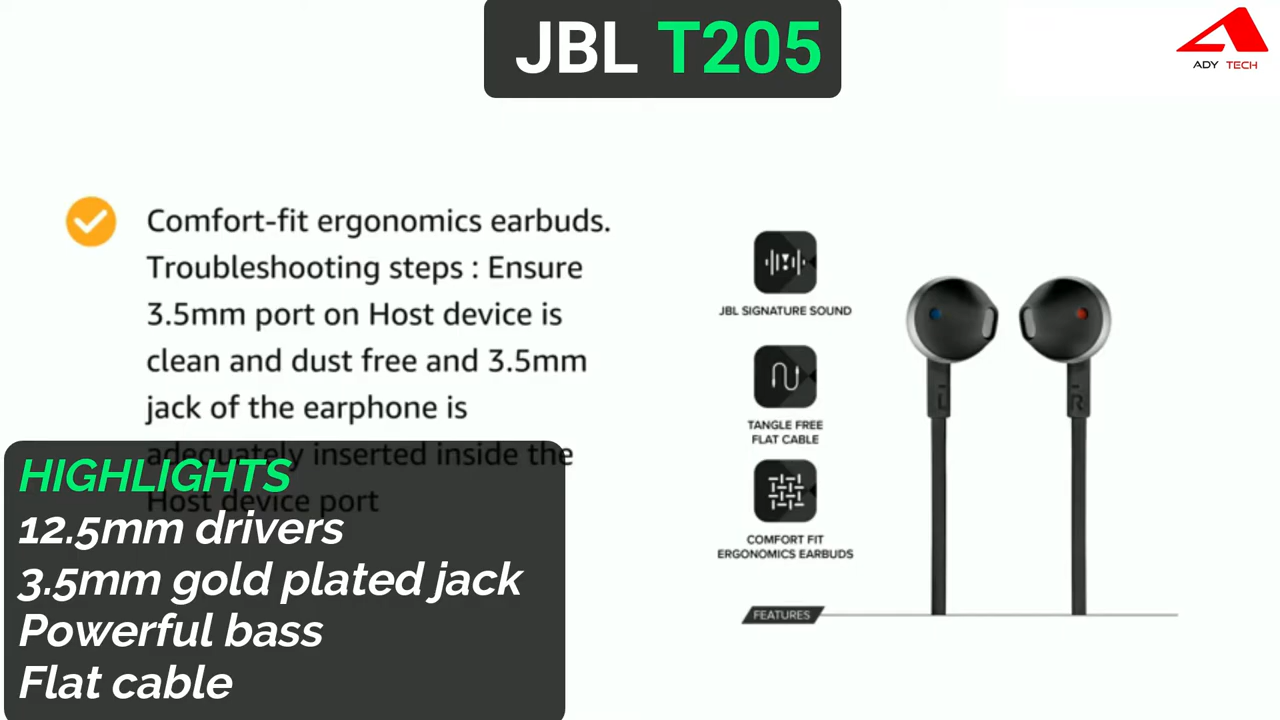 JBL T205
ADY TECH
Comfort-fit ergonomics earbuds.
Troubleshooting steps : Ensure
3.5mm port on Host device is
clean and dust free and 3.5mm
jack of the earphone is
adequately inserted inside the
Host device port
HIGHLIGHTS
12.5mm drivers
3.5mm gold plated jack
Powerful bass
Flat cable
JBL SIGNATURE SOUND
TANGLE FREE
FLAT CABLE
COMFORT FIT
ERGONOMICS EARBUDS
FEATURES
L
R